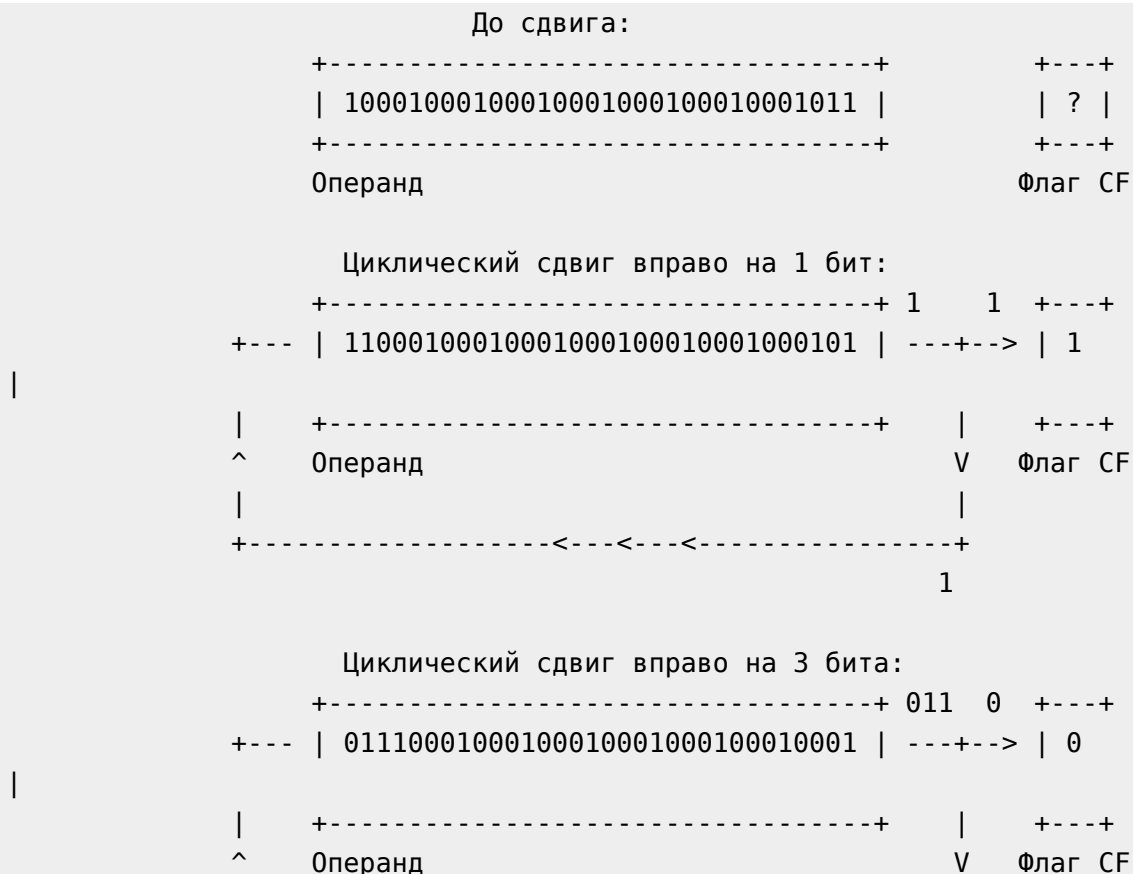 До сдвига:
+----------------------------------+ +---+
| 10001000100010001000100010001011 | | ? |
+----------------------------------+ +---+
Операнд Флаг CF
Циклический сдвиг вправо на 1 бит:
+----------------------------------+ 1 1 +---+
+--- | 11000100010001000100010001000101 | ---+--> | 1
|
| +----------------------------------+ | +---+
^ Операнд V Флаг CF
| |
+-------------------<---<---<----------------+
1
Циклический сдвиг вправо на 3 бита:
+----------------------------------+ 011 0 +---+
+--- | 01110001000100010001000100010001 | ---+--> | 0
|
| +----------------------------------+ | +---+
^ Операнд V Флаг CF